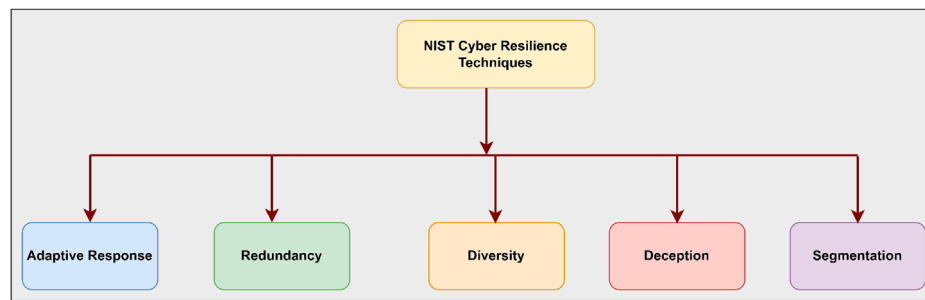 NIST Cyber Resilience
Techniques
Adaptive Response
Redundancy
Diversity
Deception
Segmentation